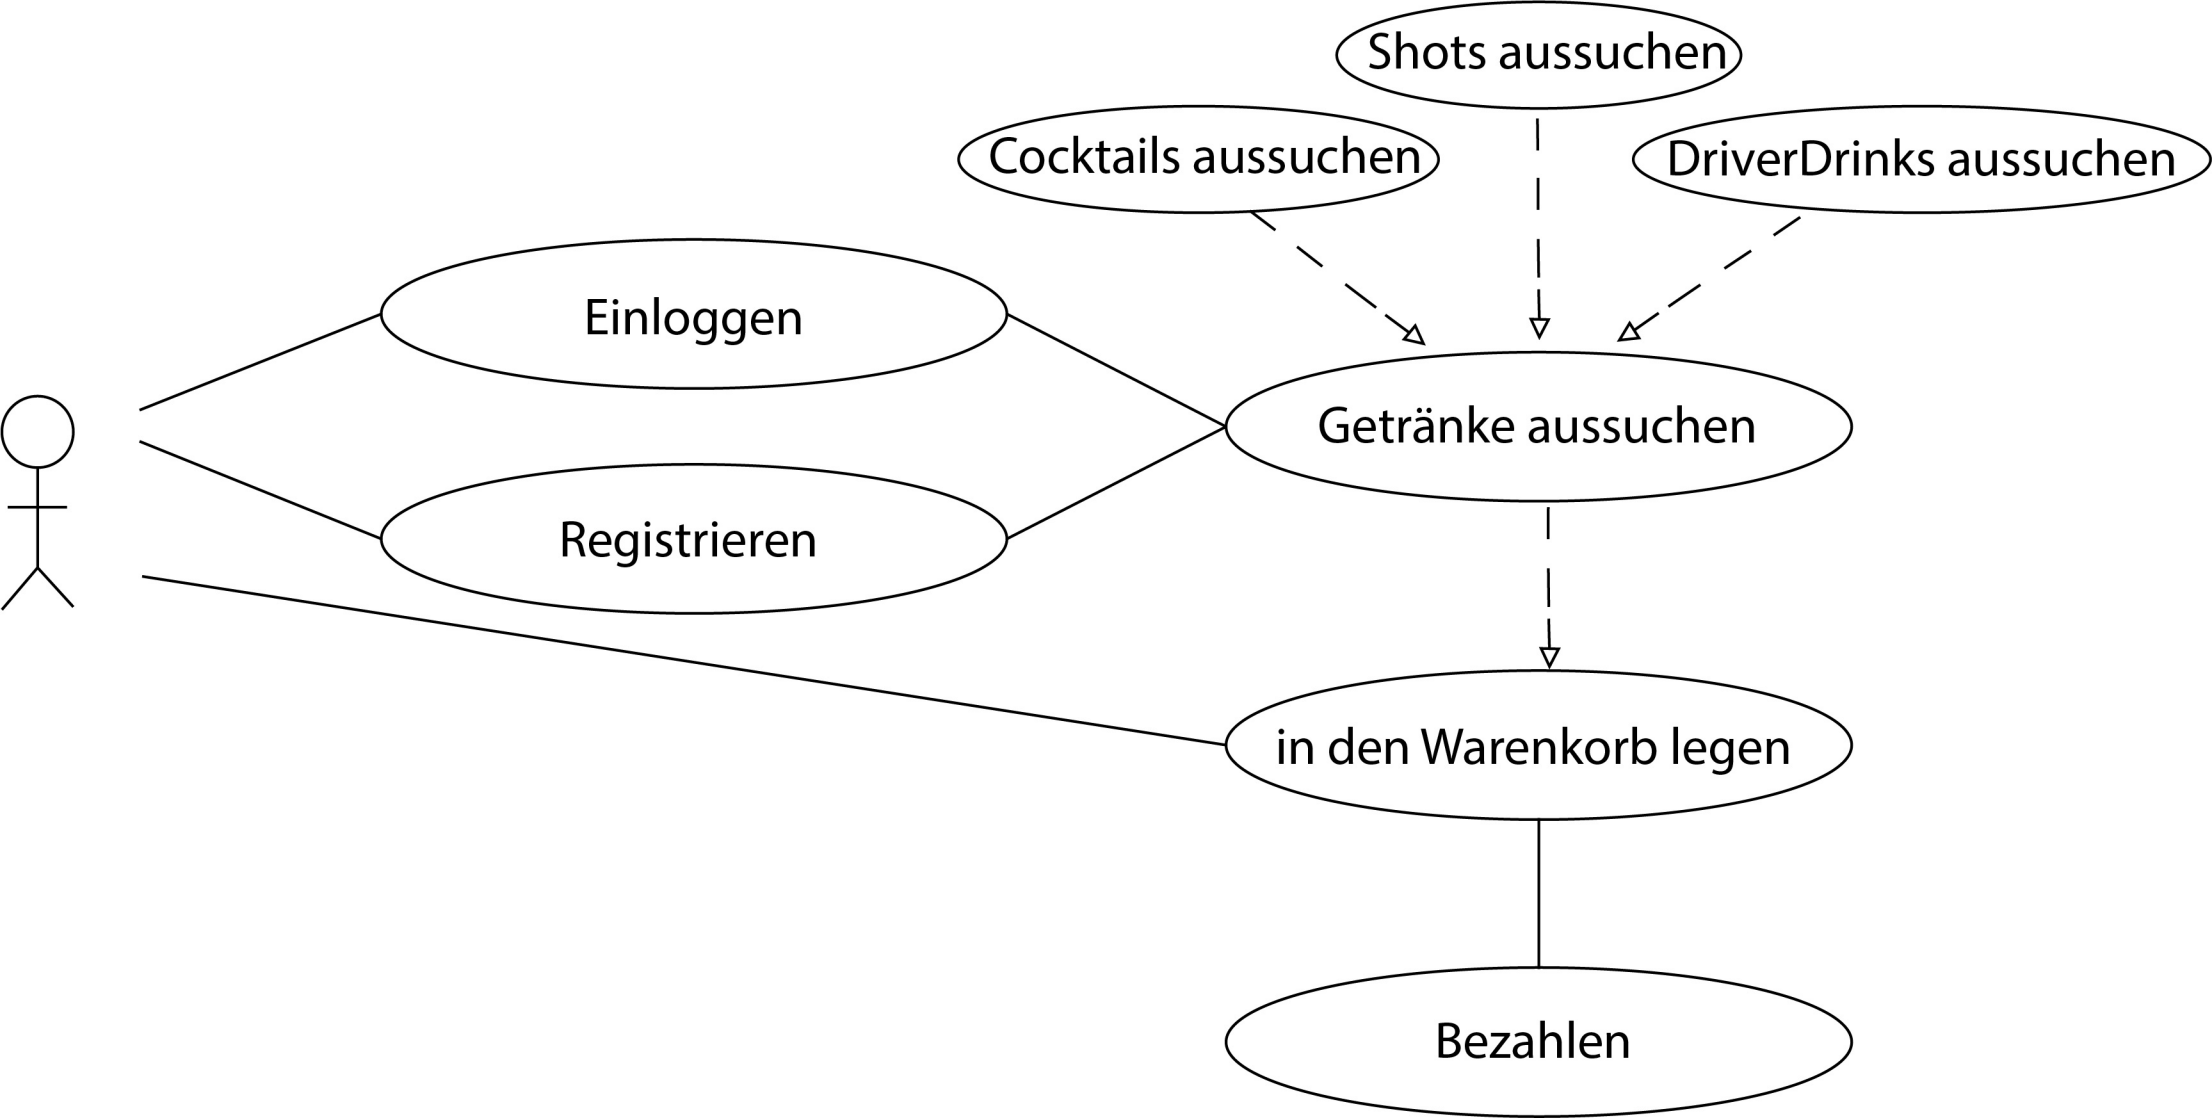 Shots aussuchen
Cocktails aussuchen
DriverDrinks aussuchen
Einloggen
Getränke aussuchen
Registrieren
in den Warenkorb legen
Bezahlen